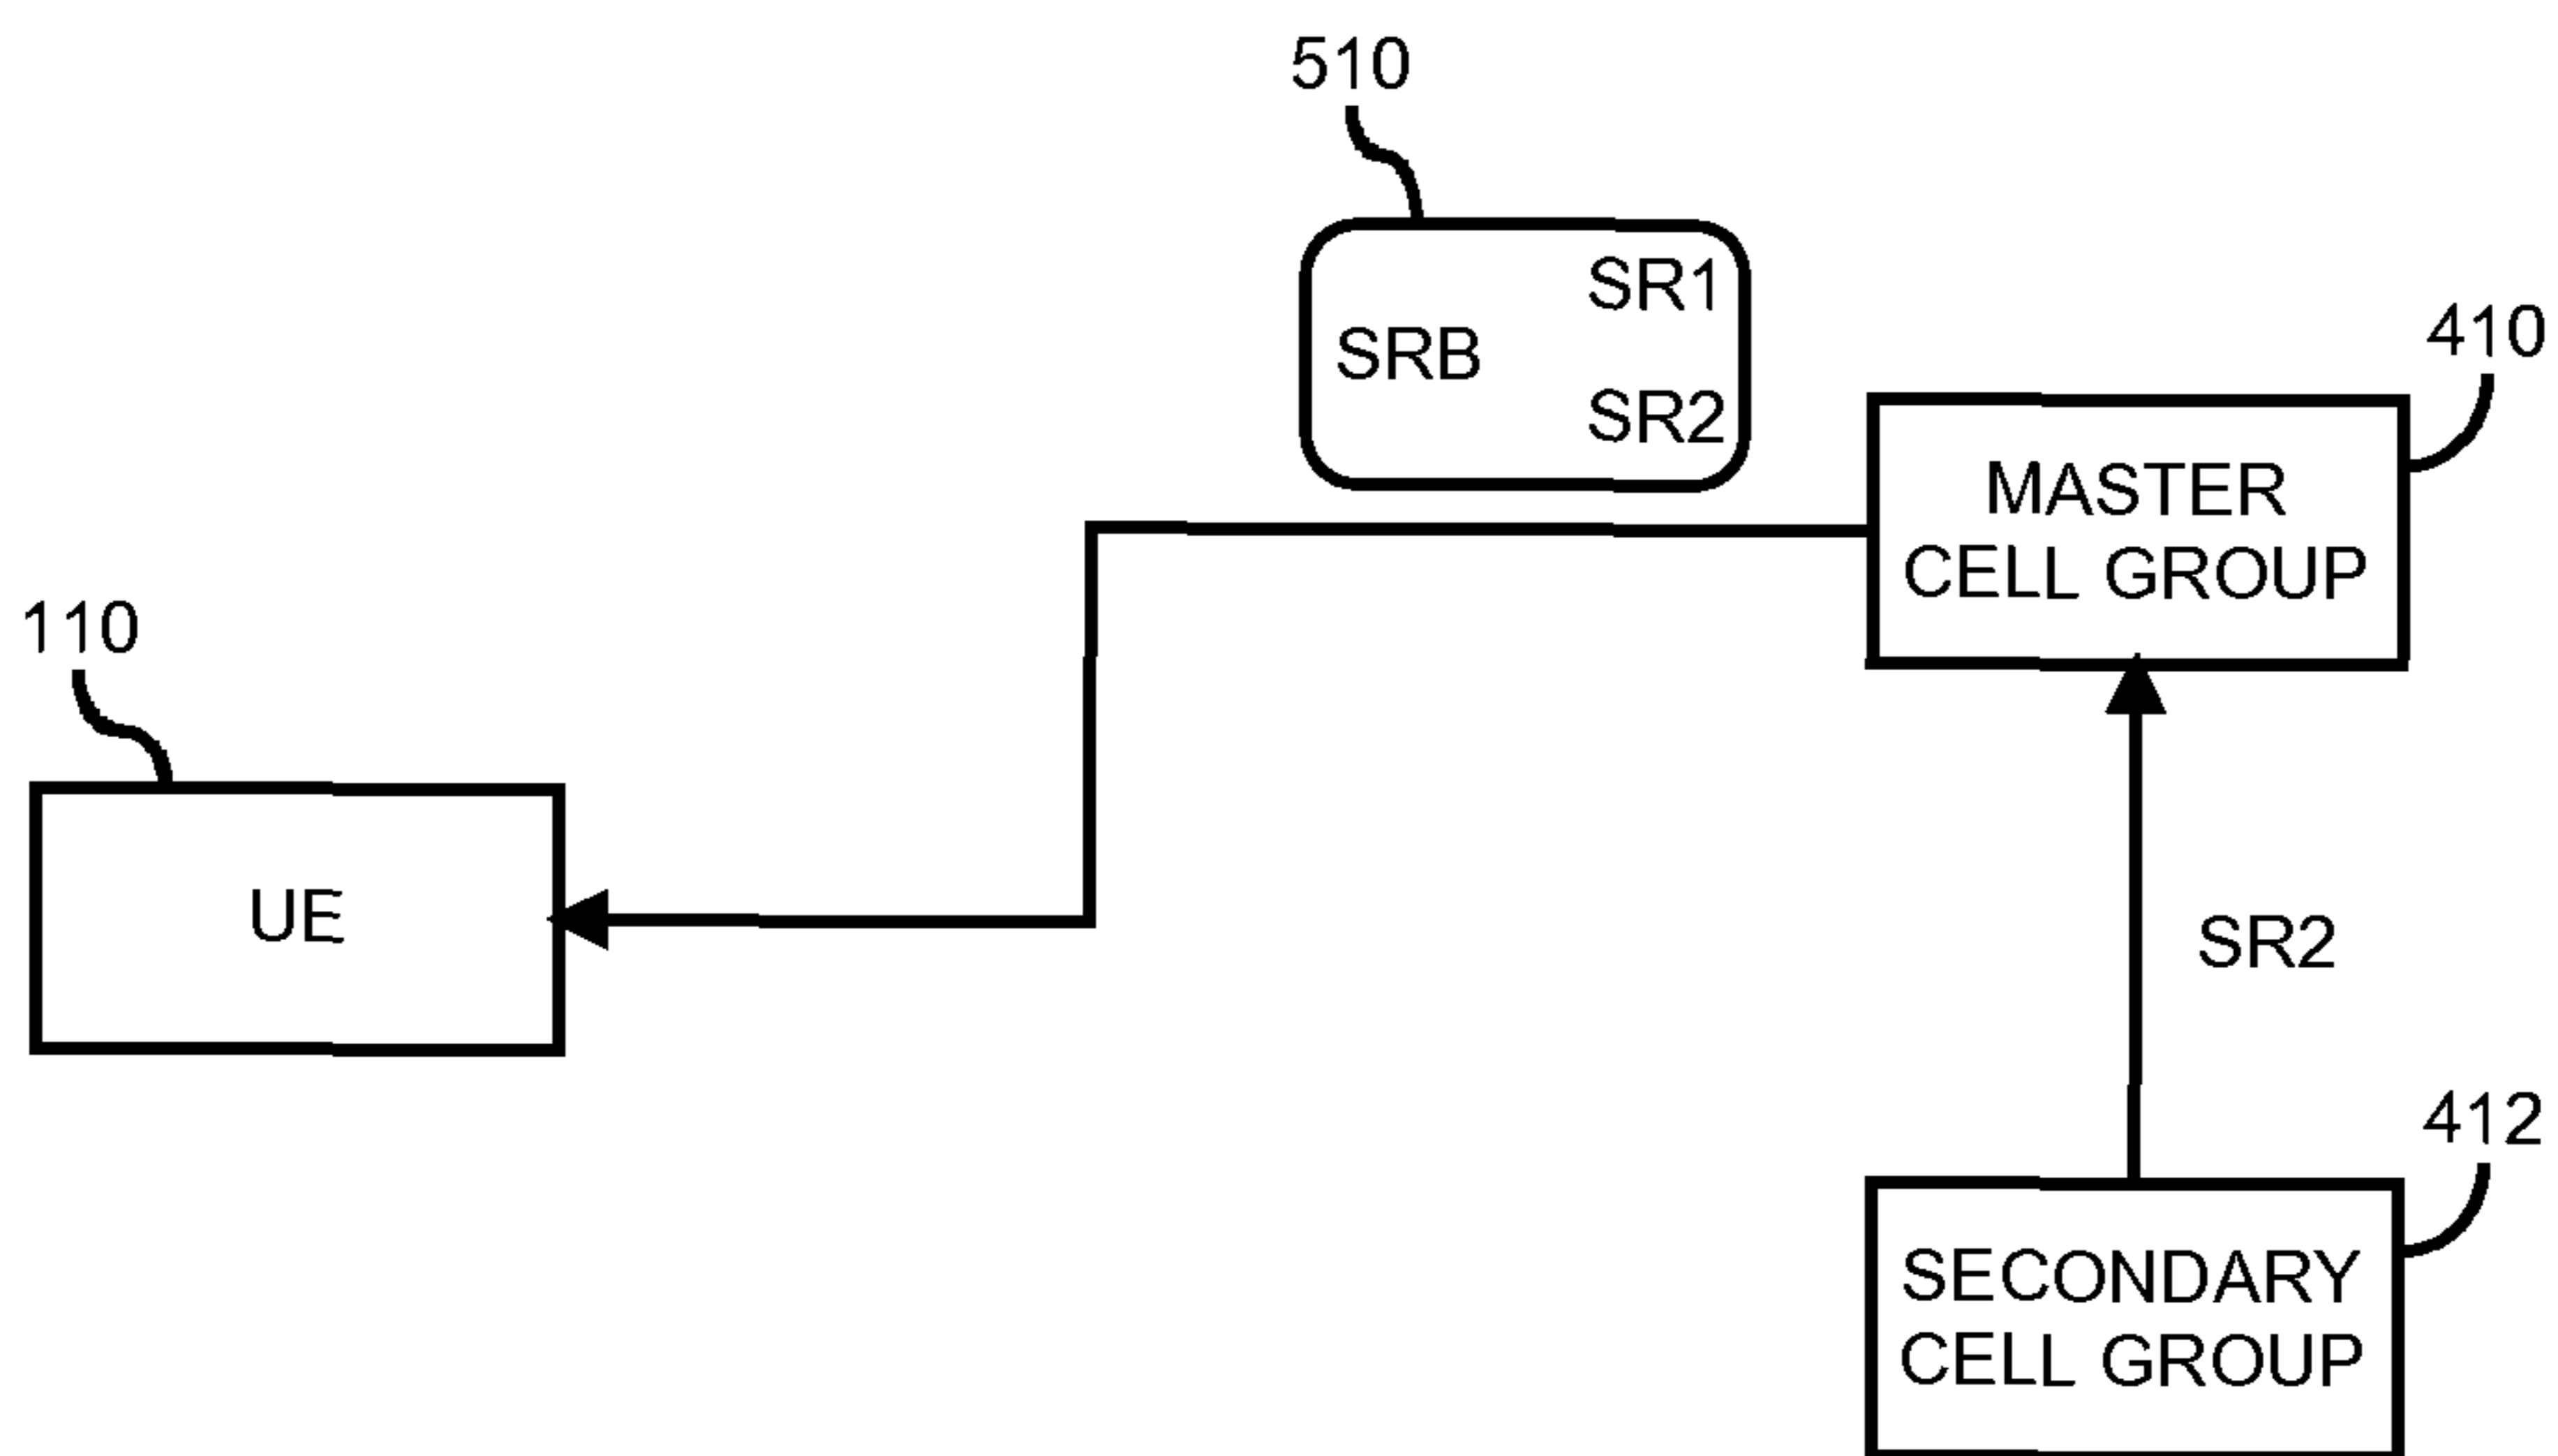 510
SR1
SRB
SR2
410
MASTER
CELL GROUP
110
UE
SR2
412
SECONDARY
CELL GROUP